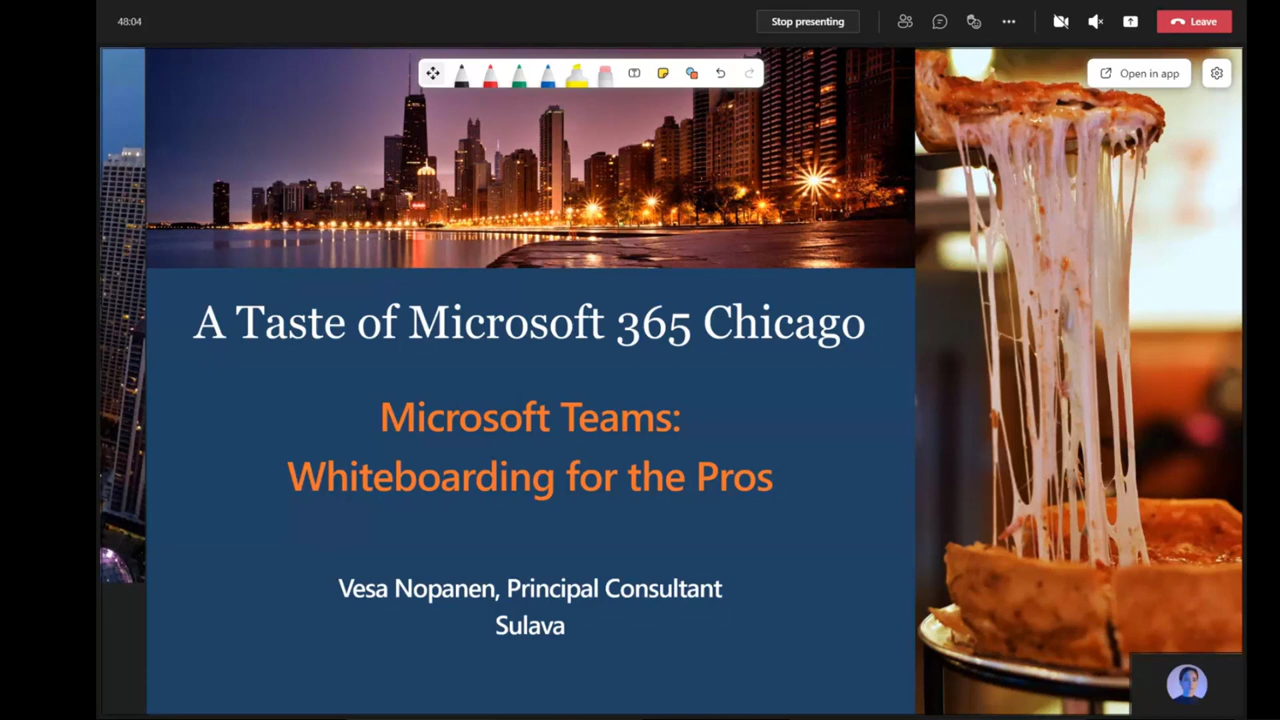 48:04
Stop presenting
Leave
Open in app
A Taste of Microsoft 365 Chicago
Microsoft Teams:
Whiteboarding for the Pros
Vesa Nopanen, Principal Consultant
Sulava